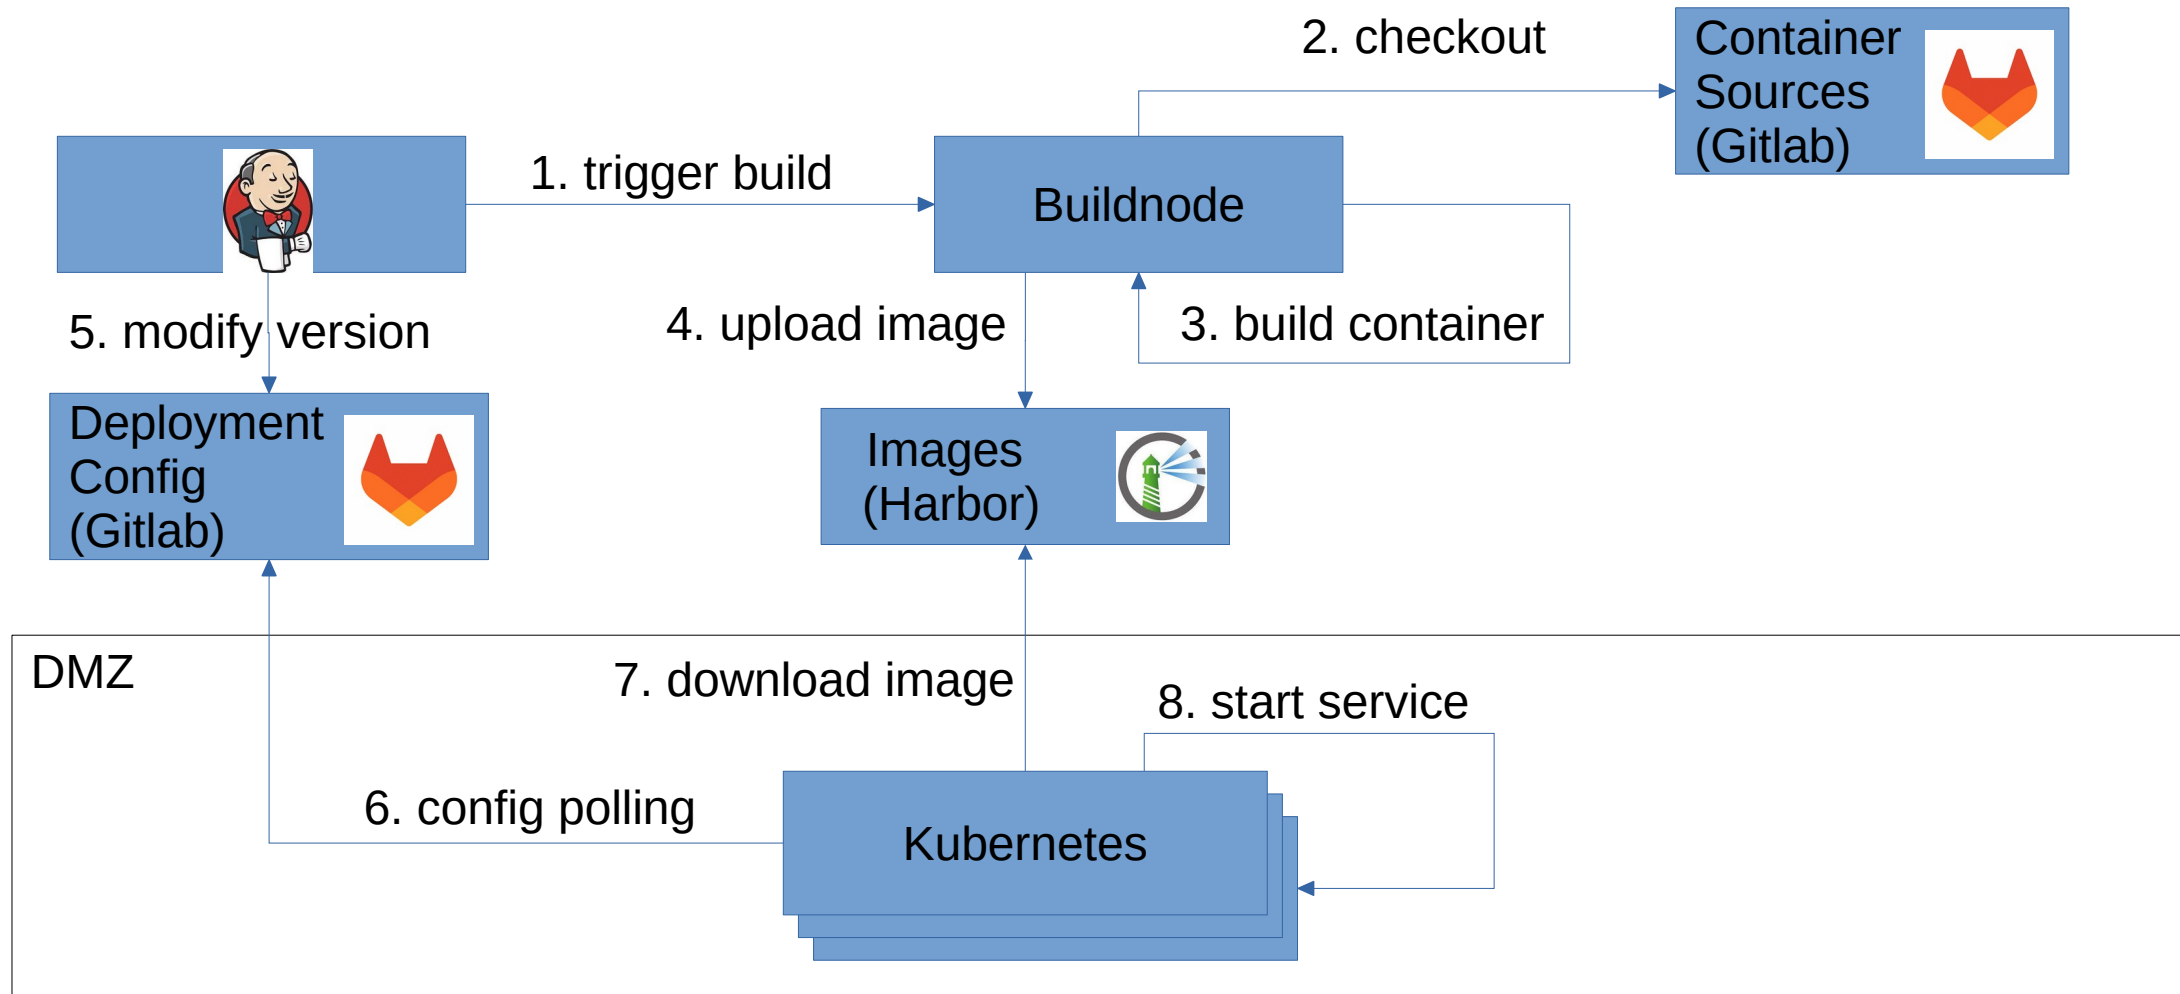 2. checkout
Container
Sources
(Gitlab)
1. trigger build
Buildnode
5. modify version
4. upload image
3. build container
Deployment
Config
(Gitlab)
Images
(Harbor)
DMZ
7. download image
8. start service
6. config polling
Kubernetes